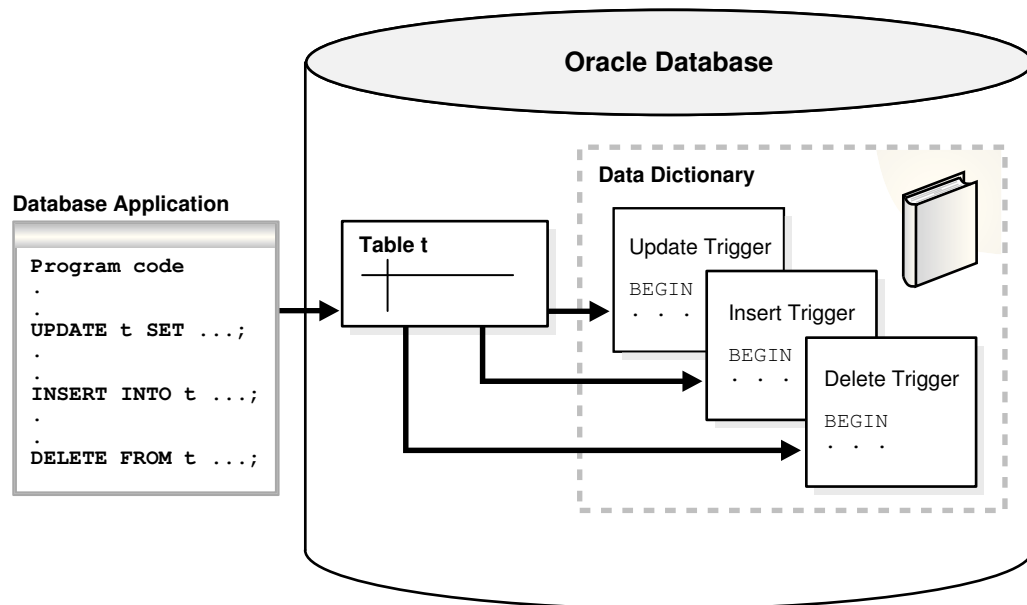 Oracle Database
Data Dictionary
Database Application
Program code
.
.
UPDATE t SET ...;
.
.
INSERT INTO t ...;
.
.
DELETE FROM t ...;
Table t
Update Trigger
BEGIN
. . .
Insert Trigger
BEGIN
. . .
Delete Trigger
BEGIN
. . .